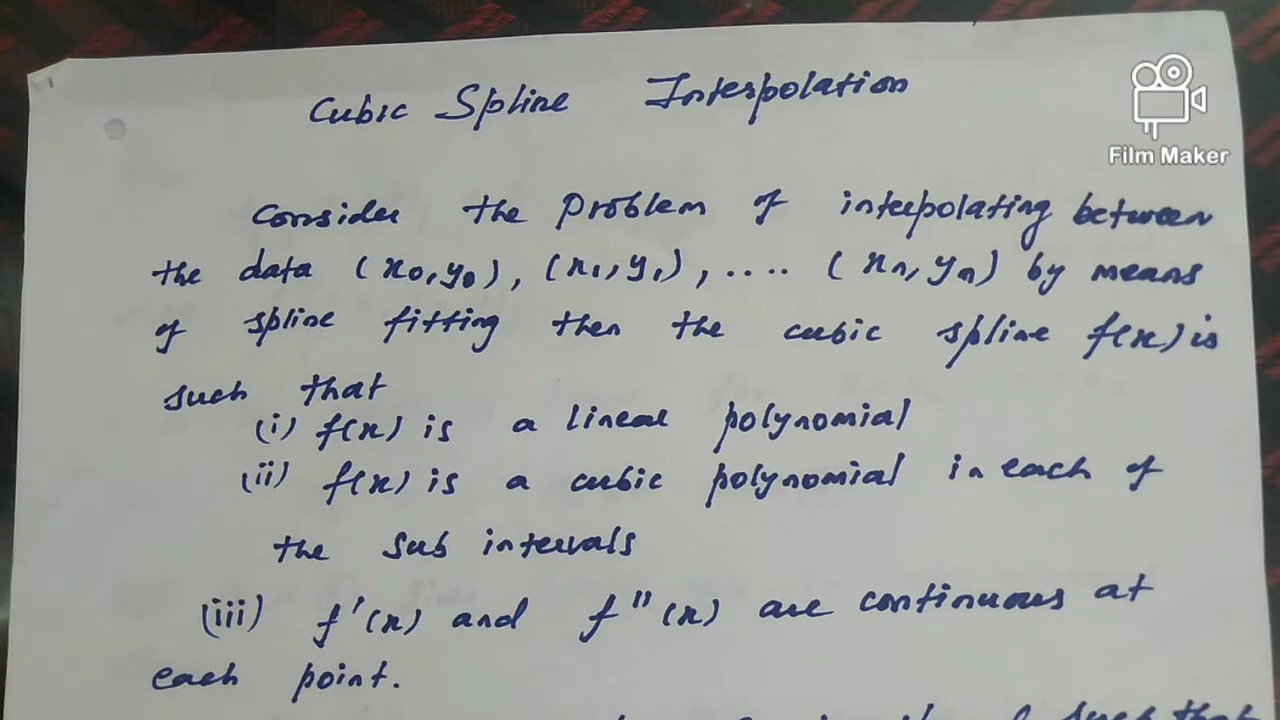 Cubic Spline Interpolation
Film Maker
Consider the problem of interpolating between
the data (x0,y0), (x1,y1), .... (xn,yn) by means
of spline fitting then the cubic spline f(x) is
such that
(i) f(x) is a linear polynomial
(ii) f(x) is a cubic polynomial in each of
the sub intervals
(iii) f'(x) and f"(x) are continuous at
each point.
such that